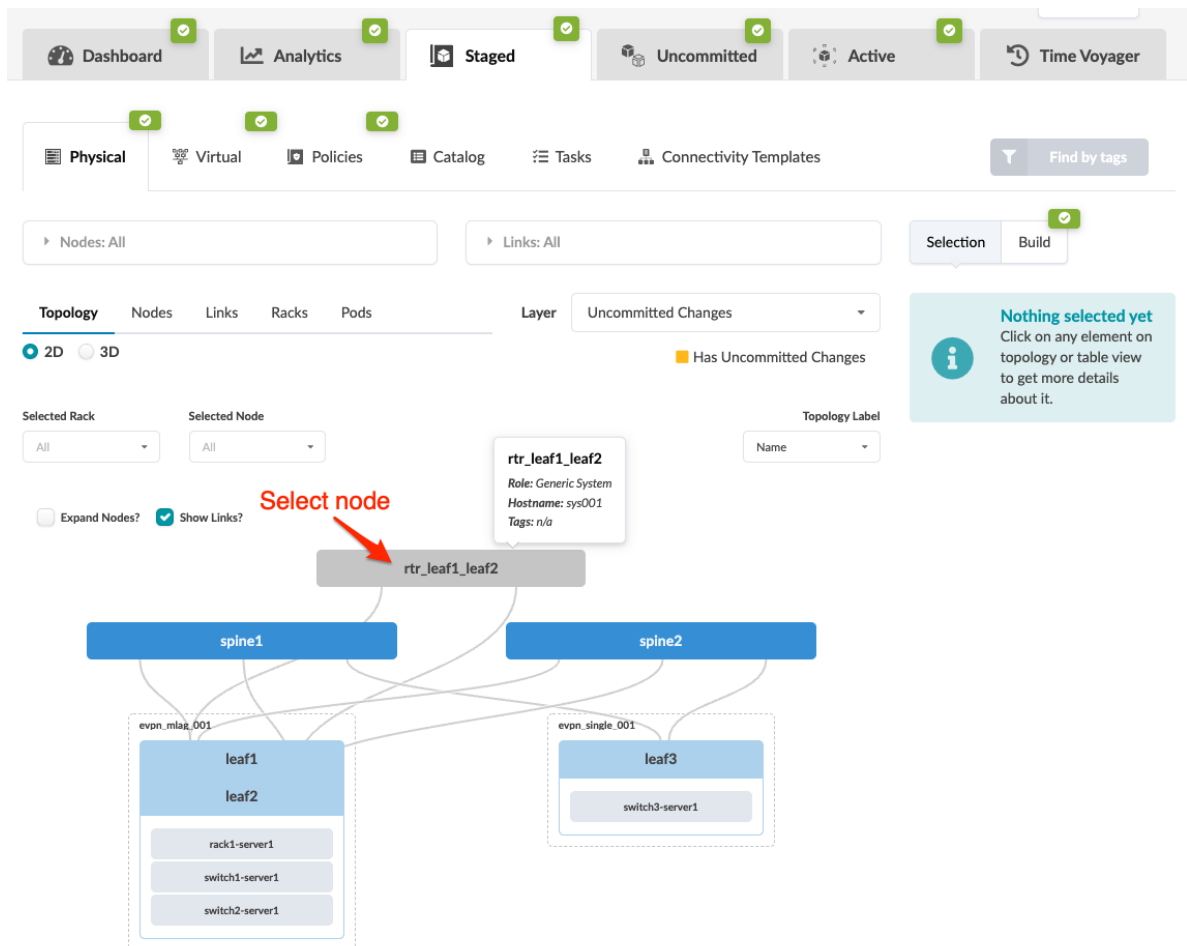 Dashboard
Analytics
Staged
Uncommitted
Active
Time Voyager
Physical
Virtual
Policies
Catalog
Tasks
Connectivity Templates
Find by tags
Nodes: All
Links: All
Selection
Build
Topology
Nodes
Links
Racks
Pods
Layer
Uncommitted Changes
Nothing selected yet
Click on any element on
topology or table view
to get more details
about it.
2D
3D
Has Uncommitted Changes
Selected Rack
Selected Node
Topology Label
All
All
Name
rtr_leaf1_leaf2
Role: Generic System
Hostname: sys001
Tags: n/a
Select node
Expand Nodes?
Show Links?
rtr_leaf1_leaf2
spine1
spine2
evpn_mlag_001
evpn_single_001
leaf1
leaf2
leaf3
rack1-server1
switch1-server1
switch2-server1
switch3-server1